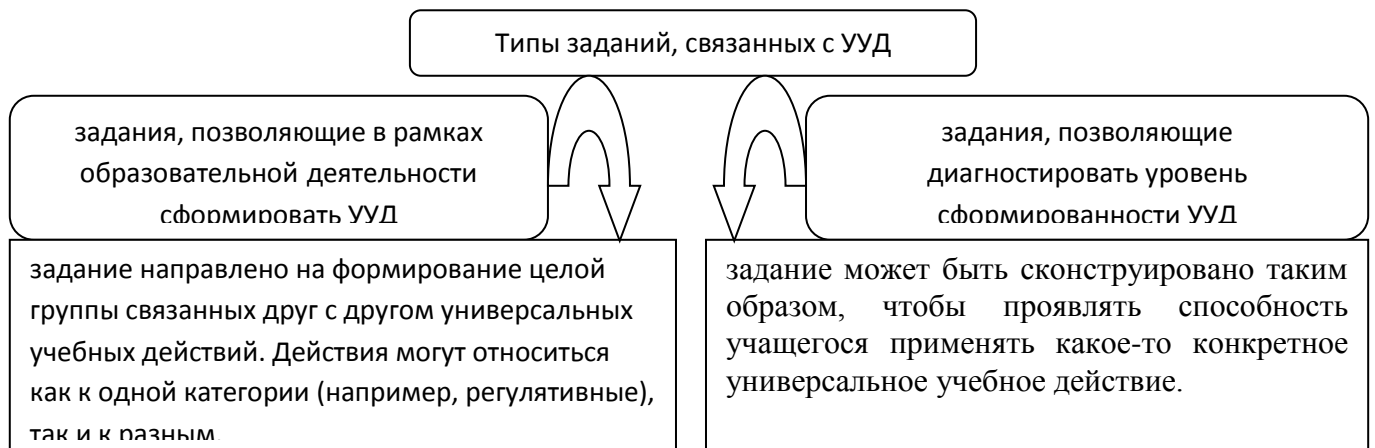 Типы заданий, связанных с УУД
задания, позволяющие в рамках
образовательной деятельности
сформировать УУД
задания, позволяющие
диагностировать уровень
сформированности УУД
задание направлено на формирование целой
группы связанных друг с другом универсальных
учебных действий. Действия могут относиться
как к одной категории (например, регулятивные),
так и к разным.
задание может быть сконструировано таким
образом, чтобы проявлять способность
учащегося применять какое-то конкретное
универсальное учебное действие.